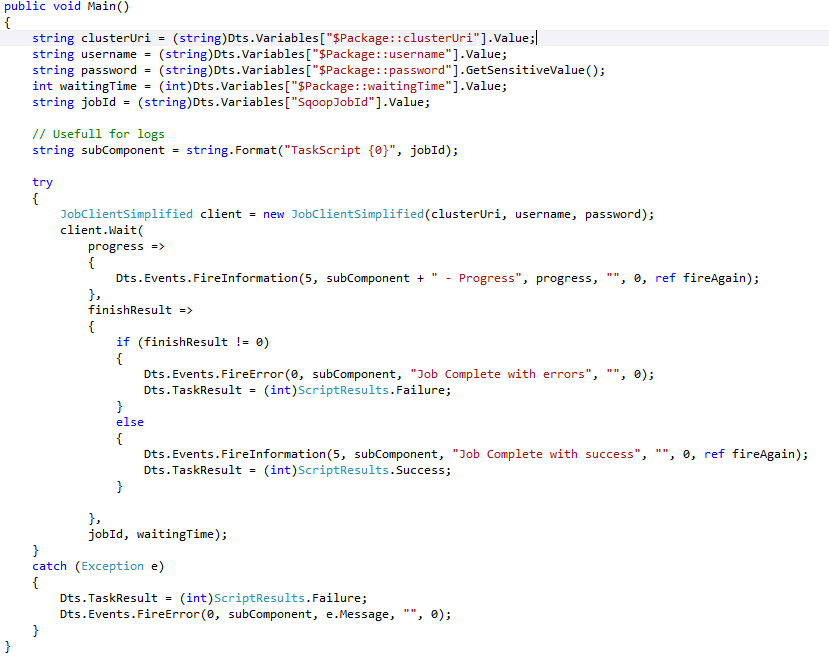 public void Main()
{
    string clusterUri = (string)Dts.Variables["$Package::clusterUri"].Value;
    string username = (string)Dts.Variables["$Package::username"].Value;
    string password = (string)Dts.Variables["$Package::password"].GetSensitiveValue();
    int waitingTime = (int)Dts.Variables["$Package::waitingTime"].Value;
    string jobId = (string)Dts.Variables["SqoopJobId"].Value;

    // Usefull for logs
    string subComponent = string.Format("TaskScript {0}", jobId);

    try
    {
        JobClientSimplified client = new JobClientSimplified(clusterUri, username, password);
        client.Wait(
            progress =>
            {
                Dts.Events.FireInformation(5, subComponent + " - Progress", progress, "", 0, ref fireAgain);
            },
            finishResult =>
            {
                if (finishResult != 0)
                {
                    Dts.Events.FireError(0, subComponent, "Job Complete with errors", "", 0);
                    Dts.TaskResult = (int)ScriptResults.Failure;
                }
                else
                {
                    Dts.Events.FireInformation(5, subComponent, "Job Complete with success", "", 0, ref fireAgain);
                    Dts.TaskResult = (int)ScriptResults.Success;
                }

            },
            jobId, waitingTime);
    }
    catch (Exception e)
    {
        Dts.TaskResult = (int)ScriptResults.Failure;
        Dts.Events.FireError(0, subComponent, e.Message, "", 0);
    }
}